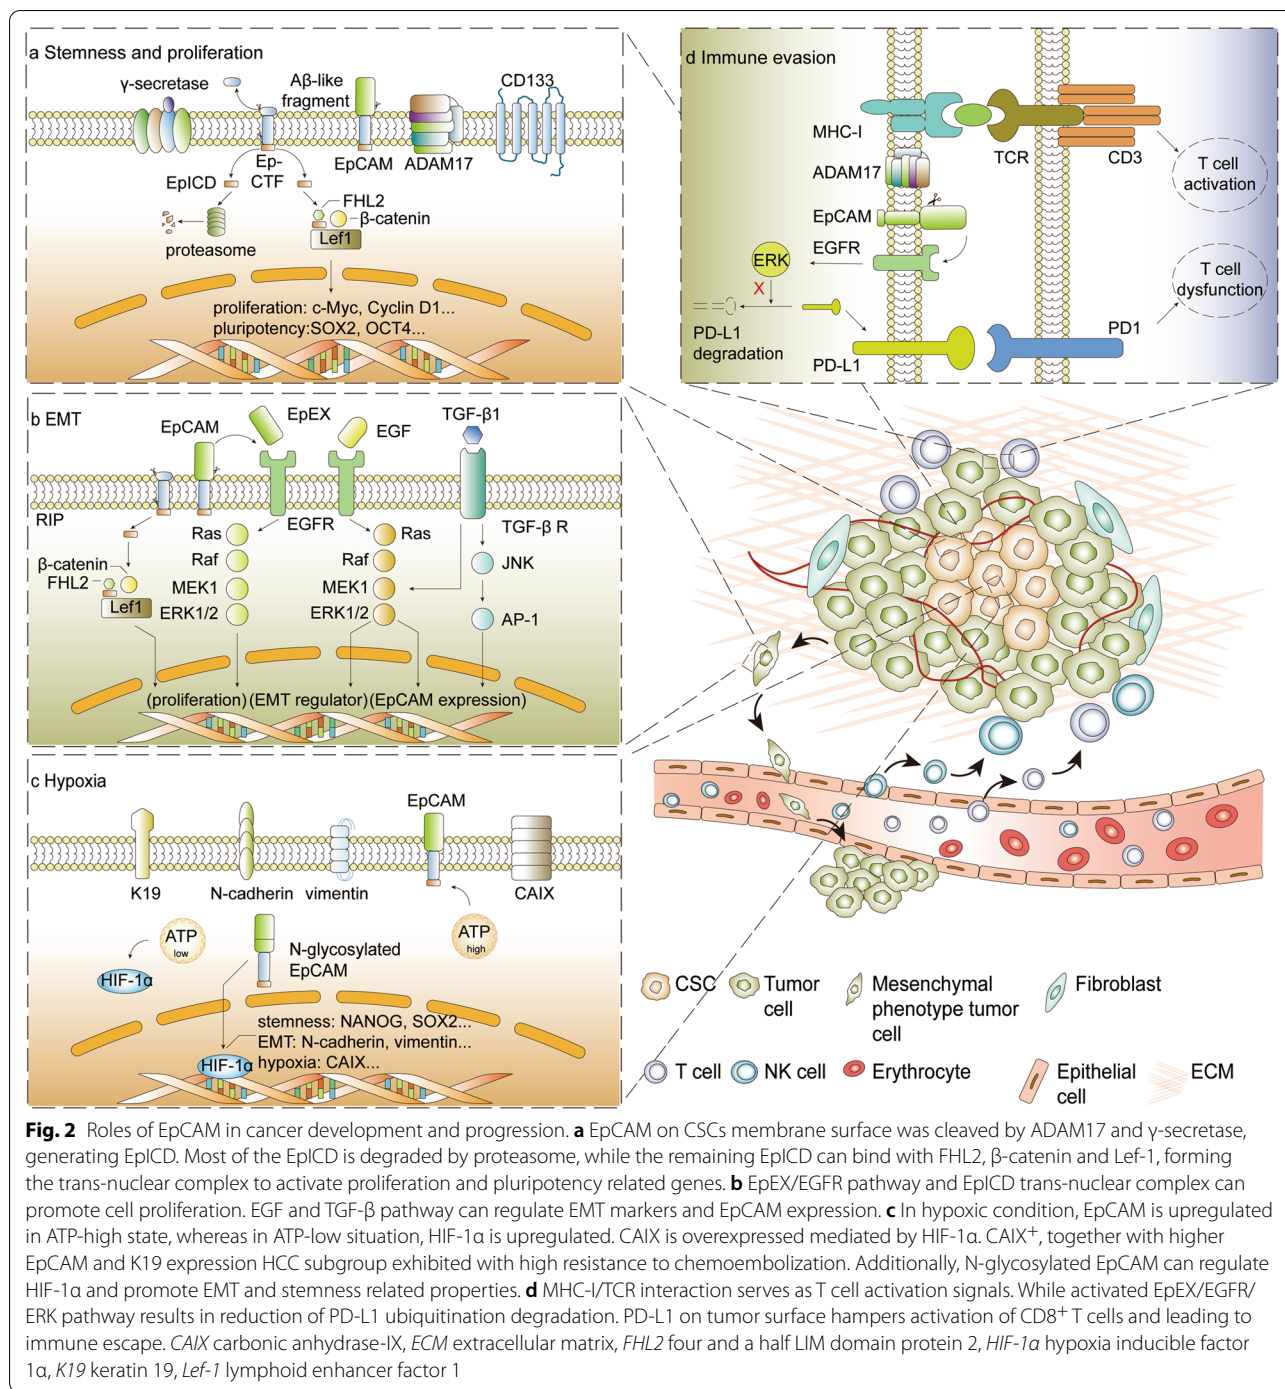 a Stemness and proliferation
γ-secretase
Aβ-like
fragment
CD133
Ep-
CTF
EpCAM
ADAM17
EpICD
FHL2
β-catenin
Lef1
proteasome
proliferation: c-Myc, Cyclin D1...
pluripotency:SOX2, OCT4...
d Immune evasion
MHC-I
TCR
CD3
T cell
activation
ADAM17
EpCAM
EGFR
ERK
X
PD-L1
degradation
PD-L1
PD1
T cell
dysfunction
b EMT
EpCAM
EpEX
EGF
TGF-β1
RIP
EGFR
TGF-β R
Ras
Raf
MEK1
ERK1/2
Ras
Raf
MEK1
ERK1/2
JNK
AP-1
β-catenin
FHL2
Lef1
(proliferation) (EMT regulator) (EpCAM expression)
c Hypoxia
EpCAM
K19
N-cadherin
vimentin
CAIX
ATP
low
HIF-1α
ATP
high
N-glycosylated
EpCAM
stemness: NANOG, SOX2...
EMT: N-cadherin, vimentin...
hypoxia: CAIX...
HIF-1α
CSC
Tumor
cell
Meschymal
phenotype tumor
cell
Fibroblast
T cell
NK cell
Erythrocyte
Epithelial
cell
ECM
Fig. 2 Roles of EpCAM in cancer development and progression. a EpCAM on CSCs membrane surface was cleaved by ADAM17 and γ-secretase,
generating EpICD. Most of the EpICD is degraded by proteasome, while the remaining EpICD can bind with FHL2, β-catenin and Lef-1, forming
the trans-nuclear complex to activate proliferation and pluripotency related genes. b EpEX/EGFR pathway and EpICD trans-nuclear complex can
promote cell proliferation. EGF and TGF-β pathway can regulate EMT markers and EpCAM expression. c In hypoxic condition, EpCAM is upregulated
in ATP-high state, whereas in ATP-low situation, HIF-1α is upregulated. CAIX is overexpressed mediated by HIF-1α. CAIX⁺, together with higher
EpCAM and K19 expression HCC subgroup exhibited with high resistance to chemoembolization. Additionally, N-glycosylated EpCAM can regulate
HIF-1α and promote EMT and stemness related properties. d MHC-I/TCR interaction serves as T cell activation signals. While activated EpEX/EGFR/
ERK pathway results in reduction of PD-L1 ubiquitination degradation. PD-L1 on tumor surface hampers activation of CD8⁺ T cells and leading to
immune escape. CAIX carbonic anhydrase-IX, ECM extracellular matrix, FHL2 four and a half LIM domain protein 2, HIF-1α hypoxia inducible factor
1α, K19 keratin 19, Lef-1 lymphoid enhancer factor 1